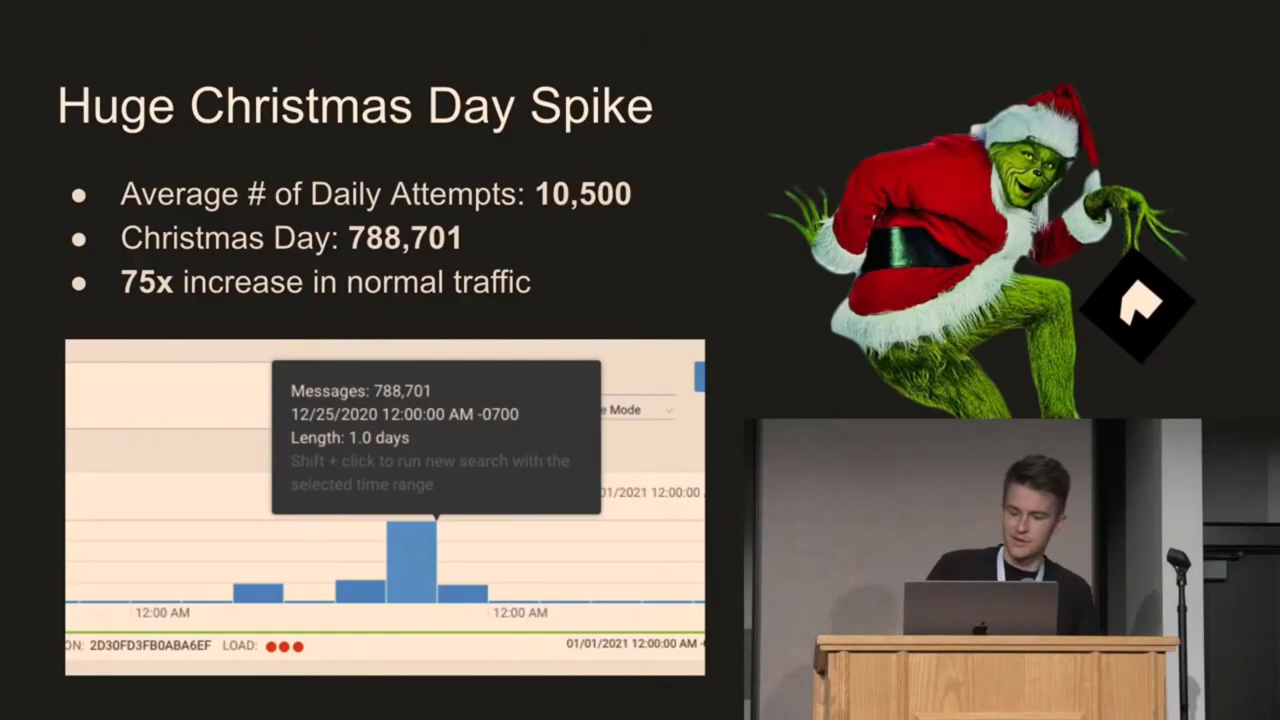 Huge Christmas Day Spike
● Average # of Daily Attempts: 10,500
● Christmas Day: 788,701
● 75x increase in normal traffic
Messages: 788,701
12/25/2020 12:00:00 AM -0700
Length: 1.0 days
Shift + click to run new search with the
selected time range
e Mode
01/2021 12:00:00
12:00 AM
12:00 AM
ON: 2D30FD3FB0ABA6EF LOAD:
01/01/2021 12:00:00 AM -